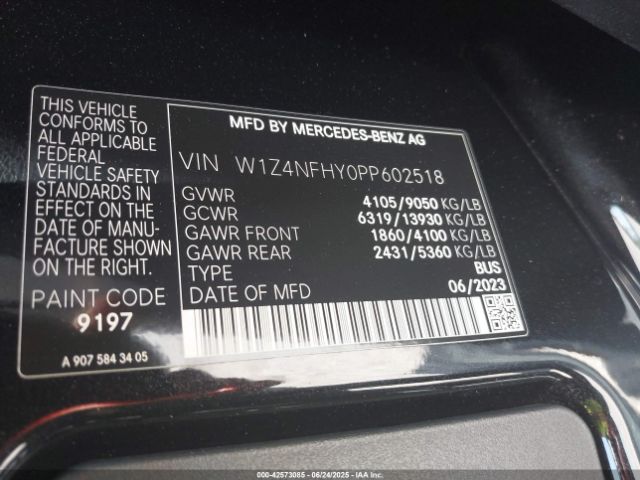 THIS VEHICLE
CONFORMS TO
ALL APPLICABLE
FEDERAL
VEHICLE SAFETY
STANDARDS IN
EFFECT ON THE
DATE OF MANU-
FACTURE SHOWN
ON THE RIGHT.
PAINT CODE
9197
A 907 584 34 05
MFD BY MERCEDES-BENZ AG
VIN W1Z4NFHY0PP602518
GVWR 4105/9050 KG/LB
GCWR 6319/13930 KG/LB
GAWR FRONT 1860/4100 KG/LB
GAWR REAR 2431/5360 KG/LB
TYPE BUS
DATE OF MFD 06/2023
000-42573085 - 06/24/2025 - IAAI.COM